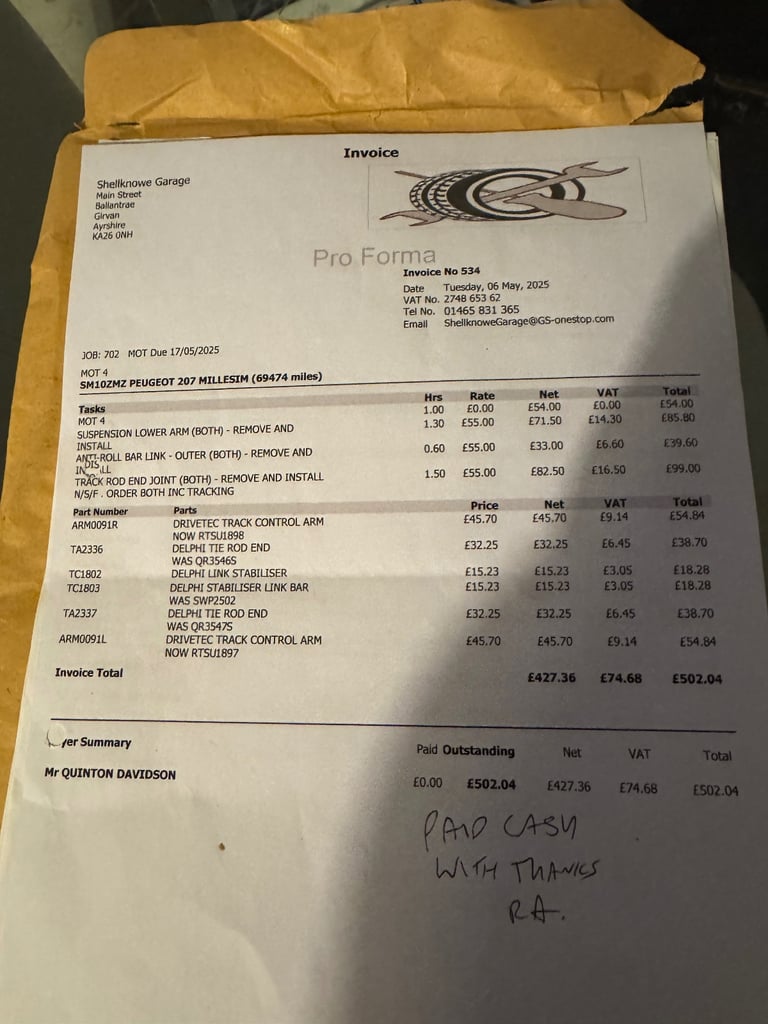 Invoice
Shellknowe Garage
Main Street
Ballantrae
Girvan
Ayrshire
KA26 0NH
Pro Forma
Invoice No 534
Date Tuesday, 06 May, 2025
VAT No. 2748 653 62
Tel No. 01465 831 365
Email ShellknoweGarage@GS-onestop.com
JOB: 702 MOT Due 17/05/2025
MOT 4
SM10ZMZ PEUGEOT 207 MILLESIM (69474 miles)
Tasks Hrs Rate Net VAT Total
MOT 4 1.00 £0.00 £54.00 £0.00 £54.00
SUSPENSION LOWER ARM (BOTH) - REMOVE AND 1.30 £55.00 £71.50 £14.30 £85.80
INSTALL
ANTI-ROLL BAR LINK - OUTER (BOTH) - REMOVE AND 0.60 £55.00 £33.00 £6.60 £39.60
TRACK ROD END JOINT (BOTH) - REMOVE AND INSTALL 1.50 £55.00 £82.50 £16.50 £99.00
N/S/F . ORDER BOTH INC TRACKING
Part Number Parts Price Net VAT Total
ARM0091R DRIVETEC TRACK CONTROL ARM £45.70 £45.70 £9.14 £54.84
NOW RTSU1898
TA2336 DELPHI TIE ROD END £32.25 £32.25 £6.45 £38.70
WAS QR3546S
TC1802 DELPHI LINK STABILISER £15.23 £15.23 £3.05 £18.28
TC1803 DELPHI STABILISER LINK BAR £15.23 £15.23 £3.05 £18.28
WAS SWP2502
TA2337 DELPHI TIE ROD END £32.25 £32.25 £6.45 £38.70
WAS QR3547S
ARM0091L DRIVETEC TRACK CONTROL ARM £45.70 £45.70 £9.14 £54.84
NOW RTSU1897
Invoice Total £427.36 £74.68 £502.04
Summary Paid Outstanding Net VAT Total
Mr QUINTON DAVIDSON £0.00 £502.04 £427.36 £74.68 £502.04
PAID CASH
WITH THANKS
RA.